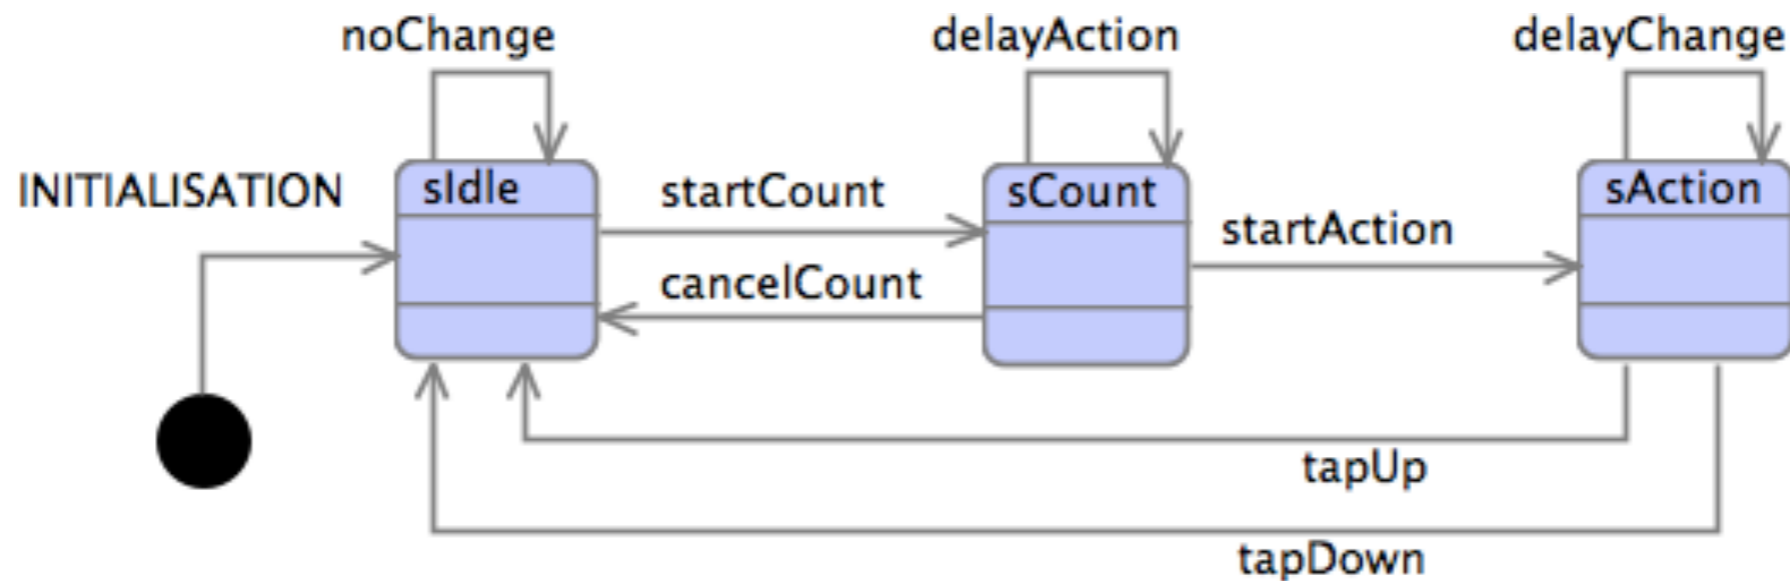 noChange
delayAction
delayChange
INITIALISATION
sIdle
startCount
sCount
sAction
startAction
cancelCount
tapUp
tapDown